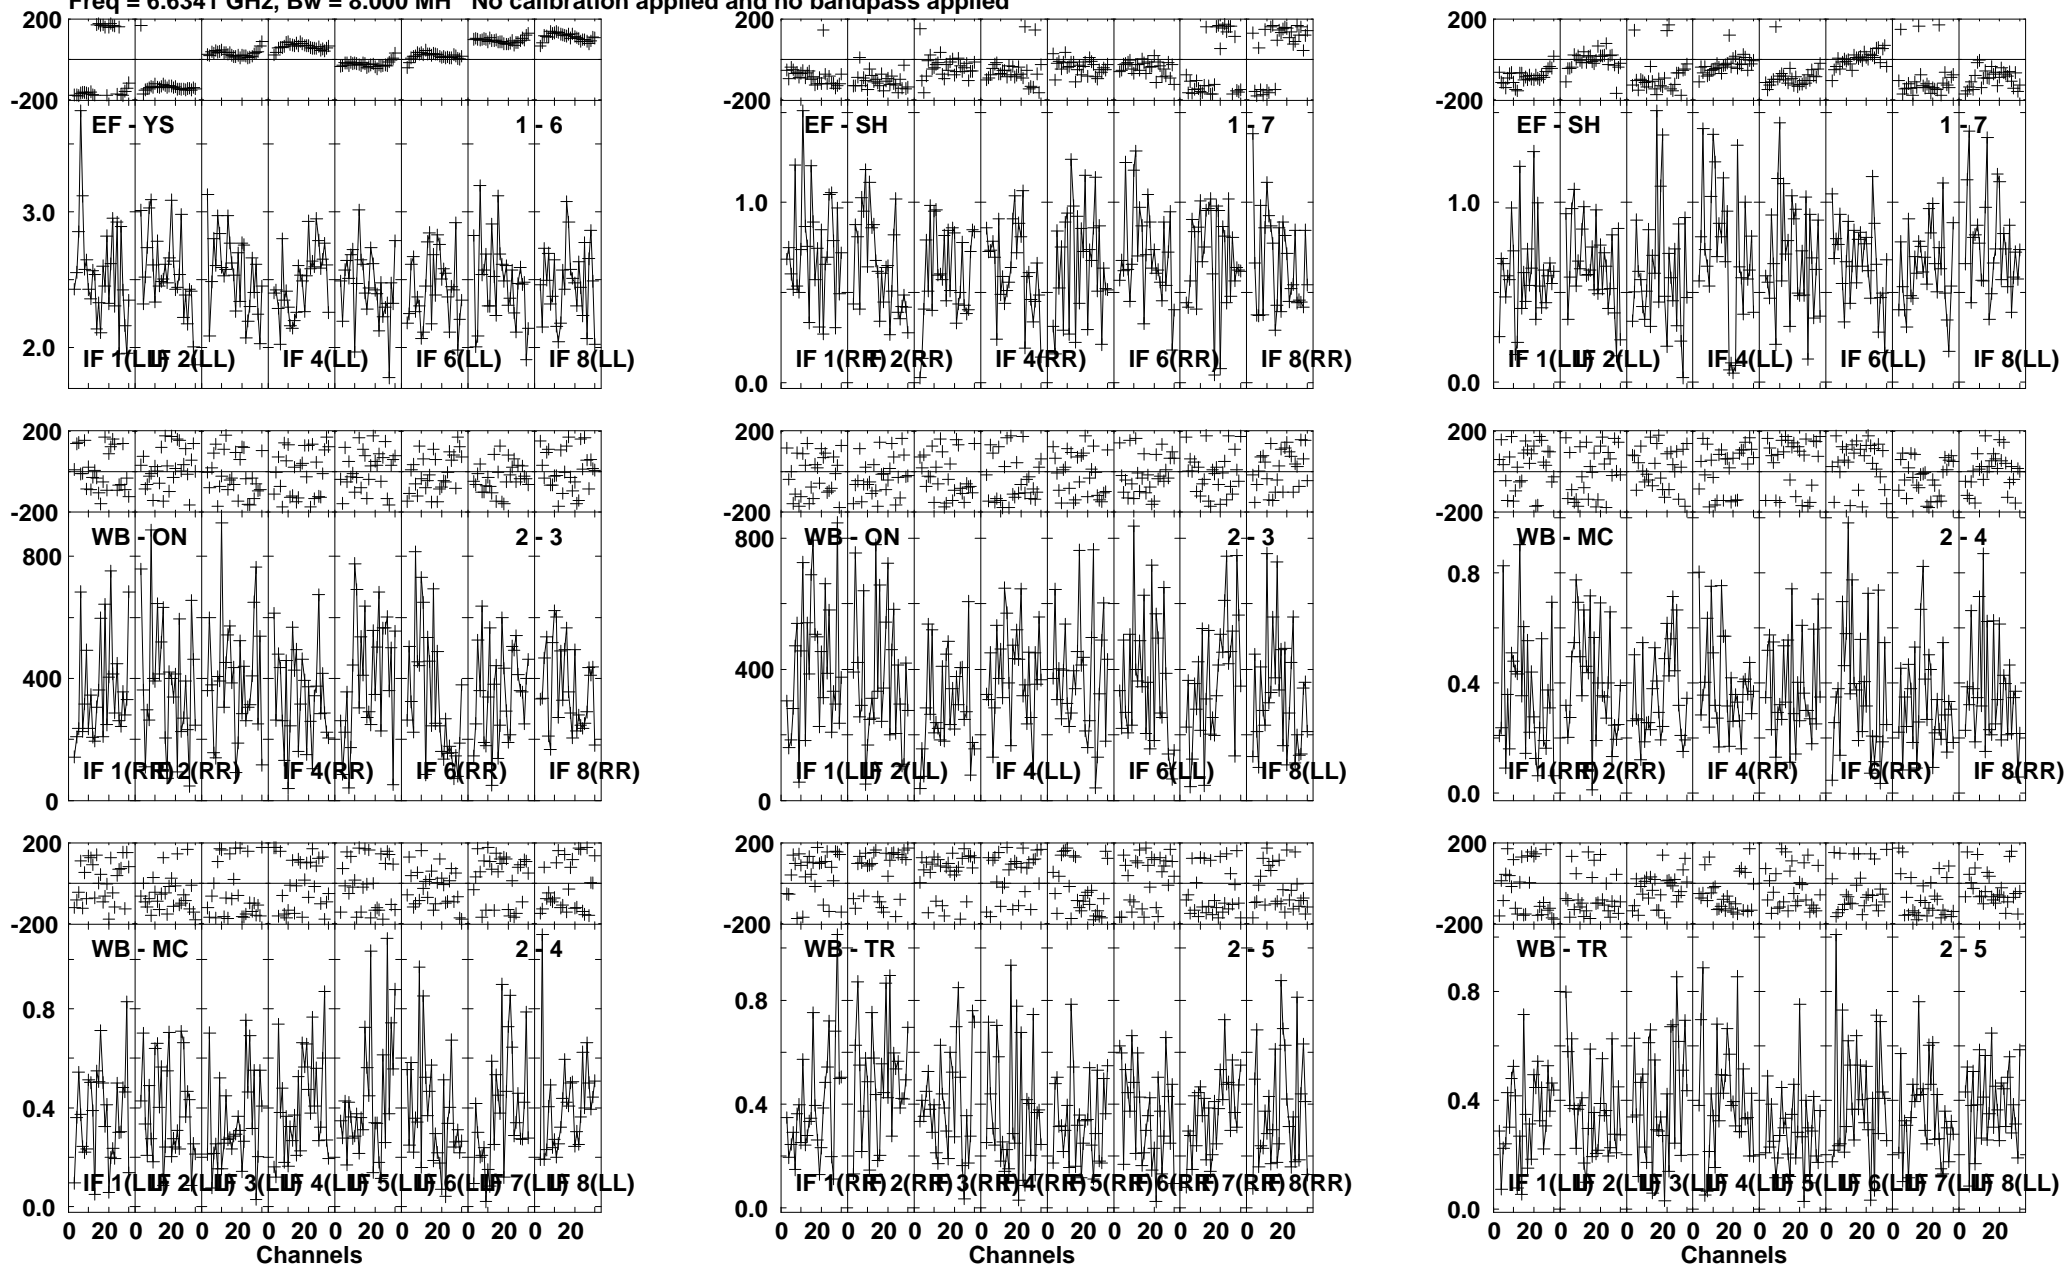 Freq = 6.6341 GHz, Bw = 8.000 MH No calibration applied and no bandpass applied
200 200 200
-200 -200 -200
EF - YS 1 - 6 EF - SH 1 - 7 EF - SH 1 - 7
3.0 1.0 1.0
2.0
IF 1(LL) IF 2(LL) IF 4(LL) IF 6(LL) IF 8(LL) IF 1(RR) IF 2(RR) IF 4(RR) IF 6(RR) IF 8(RR) IF 1(LL) IF 2(LL) IF 4(LL) IF 6(LL) IF 8(LL)
0.0 0.0
200 200 200
-200 -200 -200
WB - ON 2 - 3 WB - ON 2 - 3 WB - MC 2 - 4
800 800 0.8
400 400 0.4
IF 1(RR) IF 2(RR) IF 4(RR) IF 6(RR) IF 8(RR) IF 1(LL) IF 2(LL) IF 4(LL) IF 6(LL) IF 8(LL) IF 1(RR) IF 2(RR) IF 4(RR) IF 6(RR) IF 8(RR)
0 0 0.0
200 200 200
-200 -200 -200
WB - MC 2 - 4 WB - TR 2 - 5 WB - TR 2 - 5
0.8 0.8 0.8
0.4 0.4 0.4
IF 1(LL) IF 2(LL) IF 3(LL) IF 4(LL) IF 5(LL) IF 6(LL) IF 7(LL) IF 8(LL) IF 1(RR) IF 2(RR) IF 3(RR) IF 4(RR) IF 5(RR) IF 6(RR) IF 7(RR) IF 8(RR) IF 1(LL) IF 2(LL) IF 3(LL) IF 4(LL) IF 5(LL) IF 6(LL) IF 7(LL) IF 8(LL)
0.0 0.0 0.0
0 20 0 20 0 20 0 20 0 20 0 20 0 20 0 20 0 20 0 20 0 20 0 20 0 20 0 20 0 20 0 20 0 20 0 20 0 20 0 20 0 20 0 20 0 20 0 20
Channels Channels